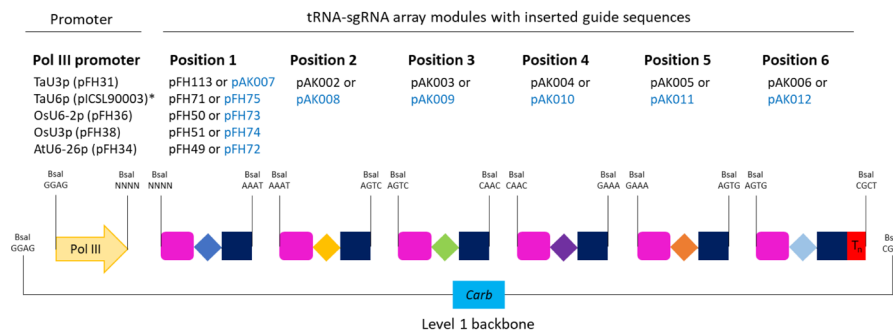 Promoter
tRNA-sgRNA array modules with inserted guide sequences
Pol III promoter
Position 1
Position 2
Position 3
Position 4
Position 5
Position 6
TaU3p (pFH31)
pFH113 or pAK007
pAK002 or
pAK003 or
pAK004 or
pAK005 or
pAK006 or
TaU6p (pICSL90003)*
pFH71 or pFH75
pAK008
pAK009
pAK010
pAK011
pAK012
OsU6-2p (pFH36)
pFH50 or pFH73
OsU3p (pFH38)
pFH51 or pFH74
AtU6-26p (pFH34)
pFH49 or pFH72
BsaI
GGAG
BsaI
NNNN
BsaI
NNNN
BsaI
AAAT
BsaI
AAAT
BsaI
AGTC
BsaI
AGTC
BsaI
CAAC
BsaI
CAAC
BsaI
GAAA
BsaI
GAAA
BsaI
AGTG
BsaI
AGTG
BsaI
CGCT
BsaI
GGAG
Pol III
Tn
Bs
CG
Carb
Level 1 backbone